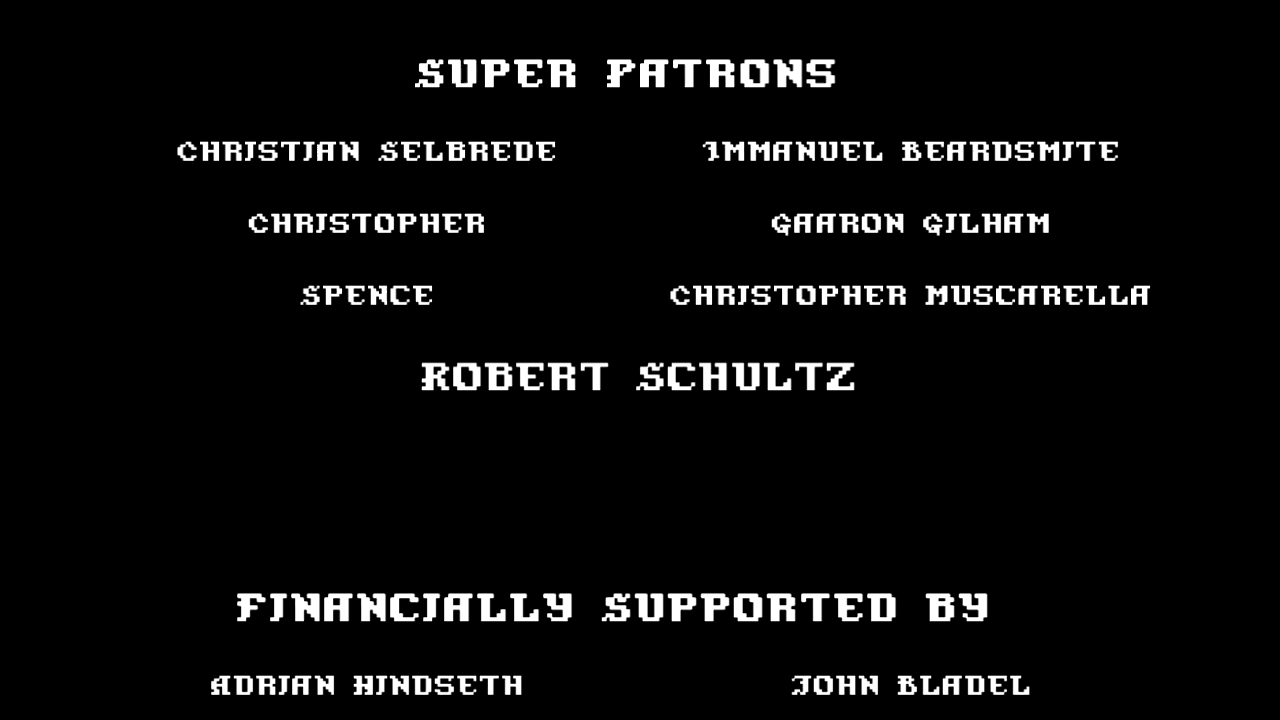 SUPER PATRONS
CHRISTIAN SELBREDE IMMANUEL BEARDSMITE
CHRISTOPHER GAARON GILHAM
SPENCE CHRISTOPHER MUSCARELLA
ROBERT SCHULTZ
FINANCIALLY SUPPORTED BY
ADRIAN HINDSETH JOHN BLADEL